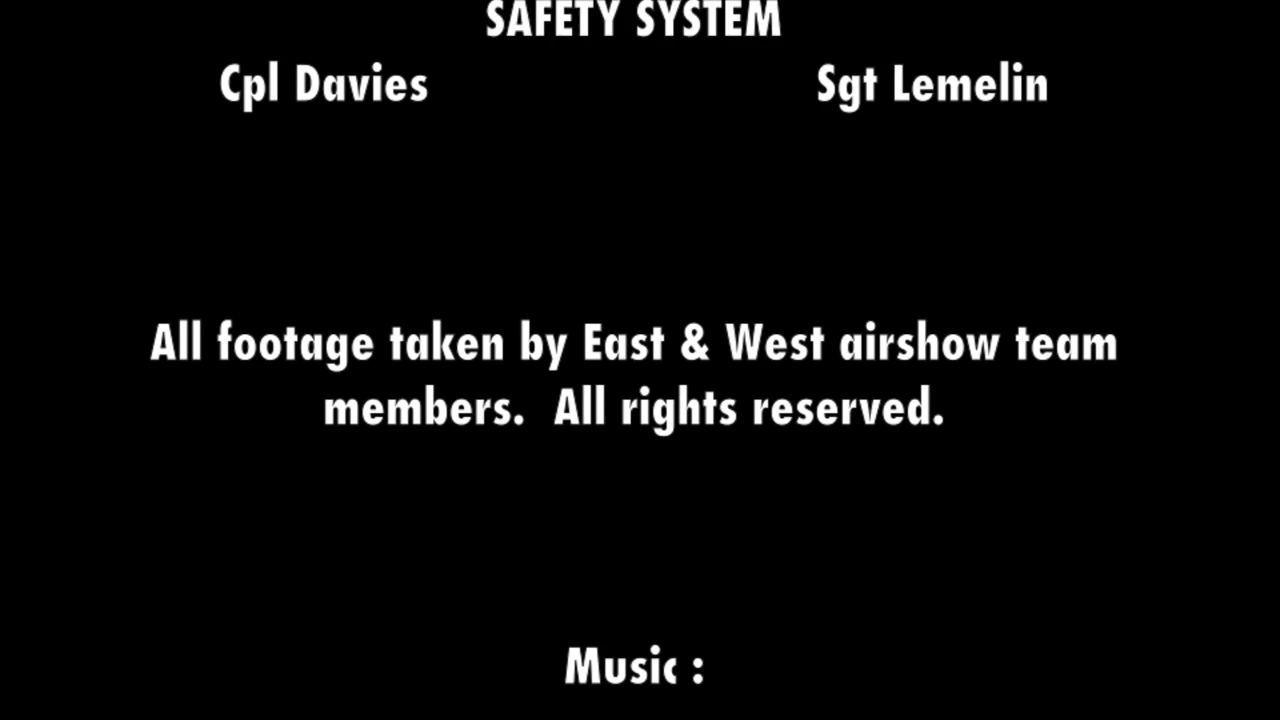 SAFETY SYSTEM
Cpl Davies Sgt Lemelin
All footage taken by East & West airshow team
members.  All rights reserved.
Music :